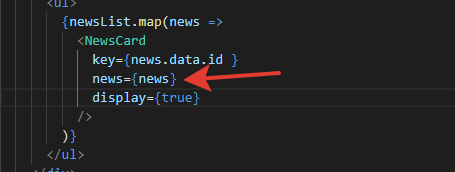 <ul>
{newsList.map(news =>
<NewsCard
key={news.data.id }
news={news}
display={true}
/>
)}
</ul>
</div>